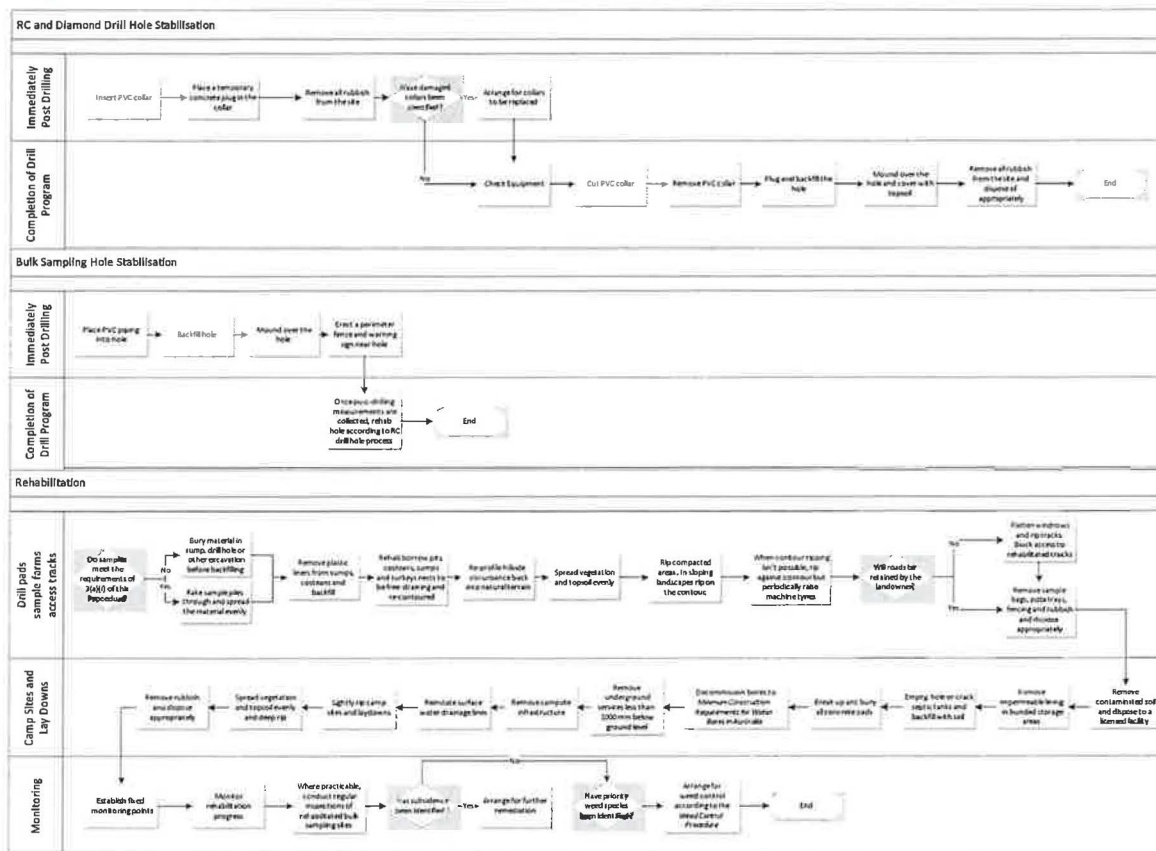 RC and Diamond Drill Hole Stabilisation
Immediately
Post Drilling
Insert PVC collar
Place a temporary
concrete plug in the
collar
Remove all rubbish
from the site
Have damaged
collars been
identified?
Yes
Arrange for collars
to be replaced
Completion of Drill
Program
No
Check Equipment
Cut PVC collar
Remove PVC collar
Plug and backfill the
hole
Mound over the
hole and cover with
topsoil
Remove all rubbish
from the site and
dispose of
appropriately
End
Bulk Sampling Hole Stabilisation
Immediately
Post Drilling
Place PVC piping
into hole
Backfill hole
Mound over the
hole
Erect a perimeter
fence and warning
sign near hole
Completion of
Drill Program
Once post-drilling
measurements are
collected, rehab
hole according to RC
drill hole process
End
Rehabilitation
Drill pads
sample farms
access tracks
Do samples
meet the
requirements of
3(a)(i) of this
Procedure?
No
Yes
Bury material in
sump, drill hole or
other excavation
before backfilling
Rake sample piles
through and spread
the material evenly
Remove plastic
liners from sumps,
costeans and
backfill
Rehab borrow pits,
costeans, sumps
and turkeys nests to
be free draining and
re-contoured
Re-profile hillside
disturbance back
into natural terrain
Spread vegetation
and topsoil evenly
Rip compacted
areas. In sloping
landscapes rip on
the contour.
When contour ripping
isn't possible, rip
against contour but
periodically raise
machine tynes
Will roads be
retained by the
landowner?
No
Yes
Flatten windrows
and rip tracks.
Block access to
rehabilitated tracks
Remove sample
bags,
fencing and rubbish
and dispose
appropriately
Camp Sites and
Lay Downs
Remove rubbish
and dispose
appropriately
Spread vegetation
and topsoil evenly
and deep rip
Lightly rip camp
sites and laydowns
Reinstate surface
water drainage lines
Remove campsite
infrastructure
Remove
underground
services less than
1000 mm below
ground level
Decommission bores to
Minimum Construction
Requirements for Water
Bores in Australia
Break up and bury
all concrete pads
Empty, hole or crack
septic tanks and
backfill with soil
Remove
impermeable lining
in bunded storage
areas
Remove
contaminated soil
and dispose to a
licensed facility
Monitoring
Establish fixed
monitoring points
Monitor
rehabilitation
progress
Where practicable,
conduct regular
inspections of
rehabilitated bulk
sampling sites
Has subsidence
been identified?
Yes
Arrange for further
remediation
No
Have priority
weed species
been identified?
Arrange for
weed control
according to the
Weed Control
Procedure
End